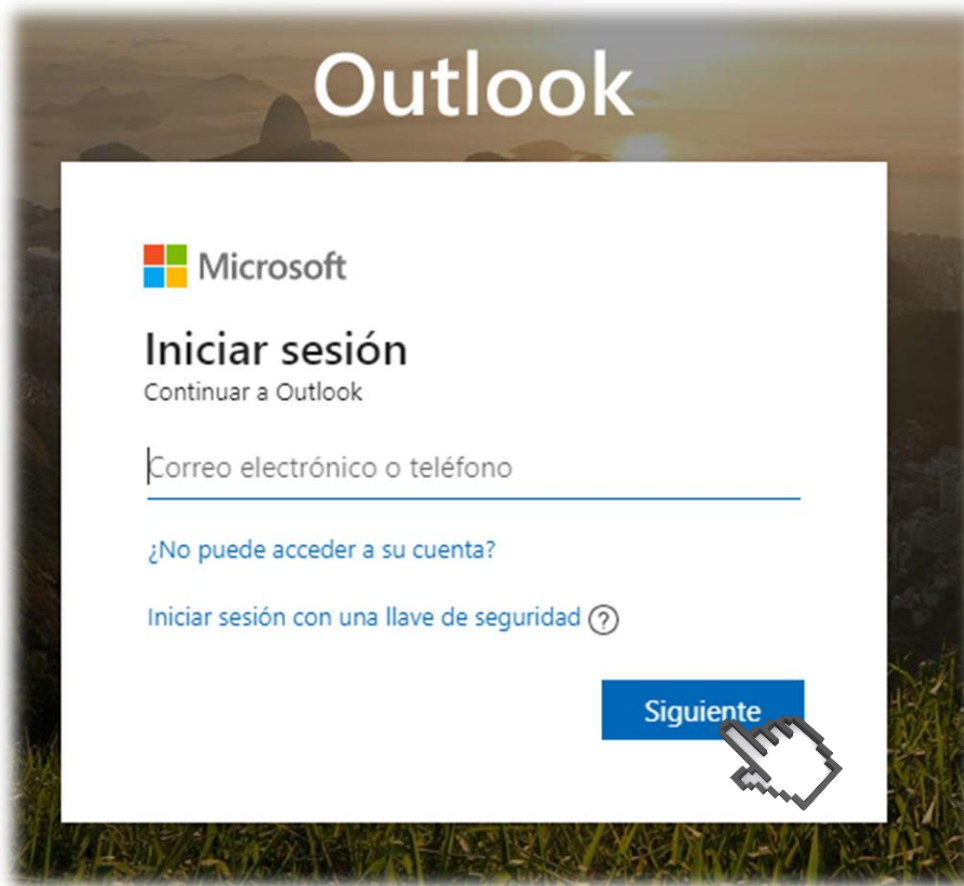 Outlook
Microsoft
Iniciar sesión
Continuar a Outlook
Correo electrónico o teléfono
¿No puede acceder a su cuenta?
Iniciar sesión con una llave de seguridad ?
Siguiente